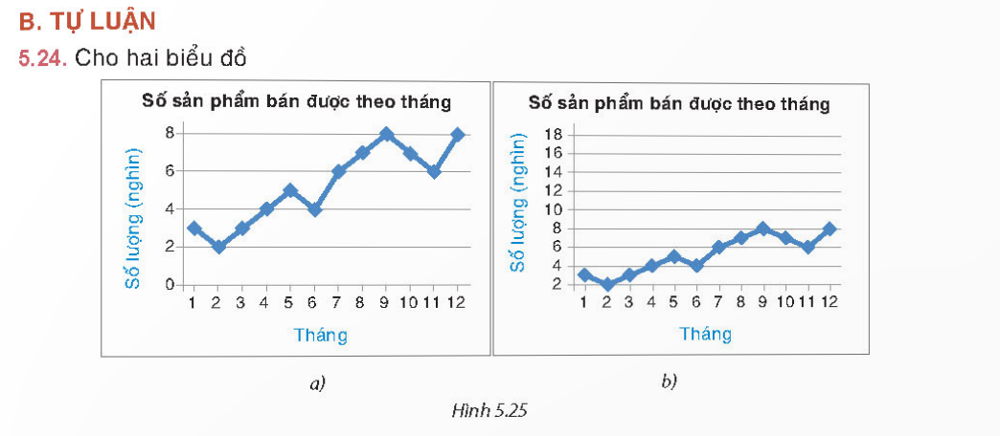 B. TỰ LUẬN
5.24. Cho hai biểu đồ
Số sản phẩm bán được theo tháng
Số lượng (nghìn)
8
6
4
2
0
1 2 3 4 5 6 7 8 9 10 11 12
Tháng
a)
Số sản phẩm bán được theo tháng
Số lượng (nghìn)
18
16
14
12
10
8
6
4
2
1 2 3 4 5 6 7 8 9 10 11 12
Tháng
b)
Hình 5.25